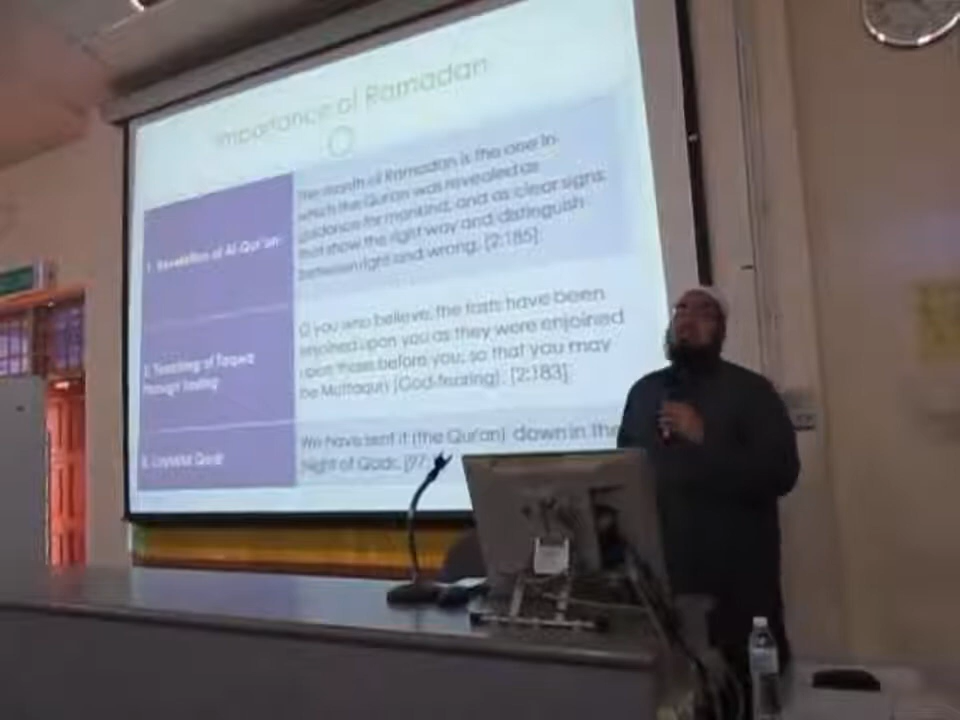 Importance of Ramadan
1. Revelation of Al-Qur'an
The month of Ramadan is the one in
which the Quran was revealed as
guidance for mankind, and as clear signs
that show the right way and distinguish
between right and wrong. [2:185]
2. Teaching of Taqwa
through fasting
O you who believe, the fasts have been
enjoined upon you as they were enjoined
upon those before you, so that you may
be Muttaqun (God-fearing). [2:183]
3. Laylatul Qadr
We have sent it (the Qur'an) down in the
Night of Qadr. [97: